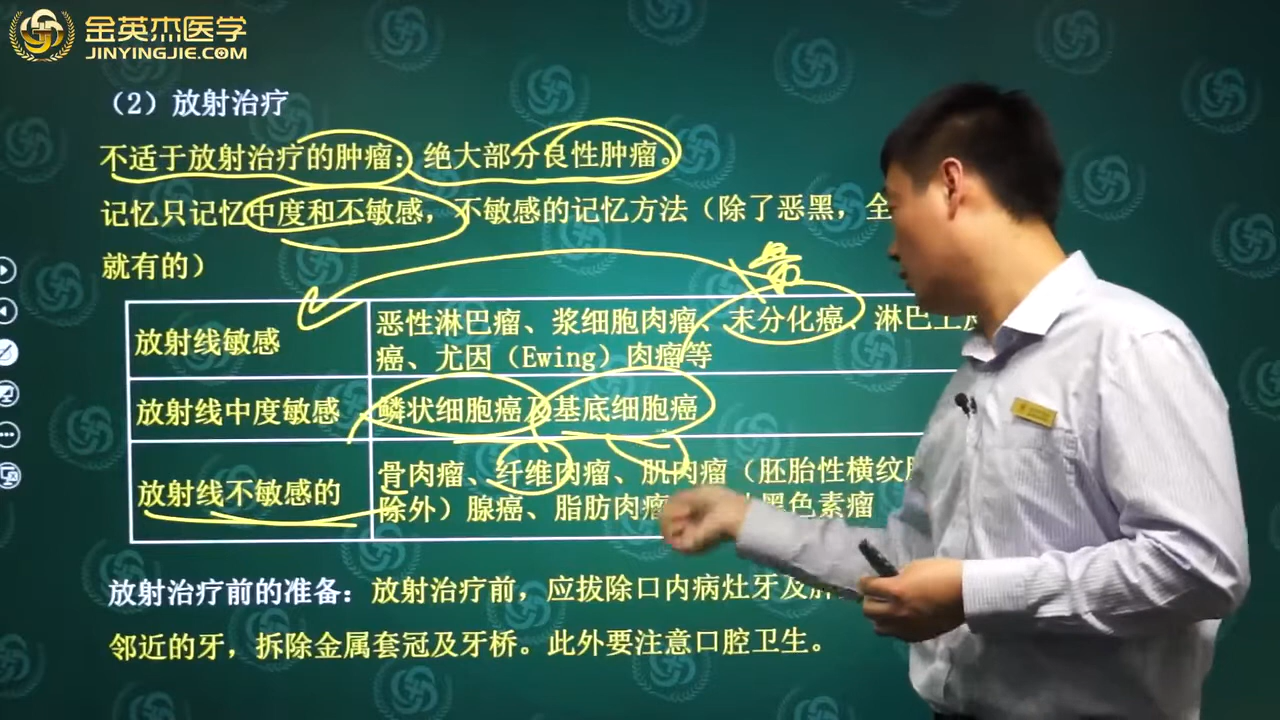 金英杰医学
JINYINGJIE.COM
（2）放射治疗
不适于放射治疗的肿瘤：绝大部分良性肿瘤。
记忆只记忆中度和不敏感，不敏感的记忆方法（除了恶黑，全
就有的）
放射线敏感
恶性淋巴瘤、浆细胞肉瘤、末分化癌、淋巴上
癌、尤因（Ewing）肉瘤等
放射线中度敏感
鳞状细胞癌及基底细胞癌
放射线不敏感的
骨肉瘤、纤维肉瘤、肌肉瘤（胚胎性横纹
除外）腺癌、脂肪肉瘤 黑色素瘤
放射治疗前的准备：放射治疗前，应拔除口内病灶牙及
邻近的牙，拆除金属套冠及牙桥。此外要注意口腔卫生。